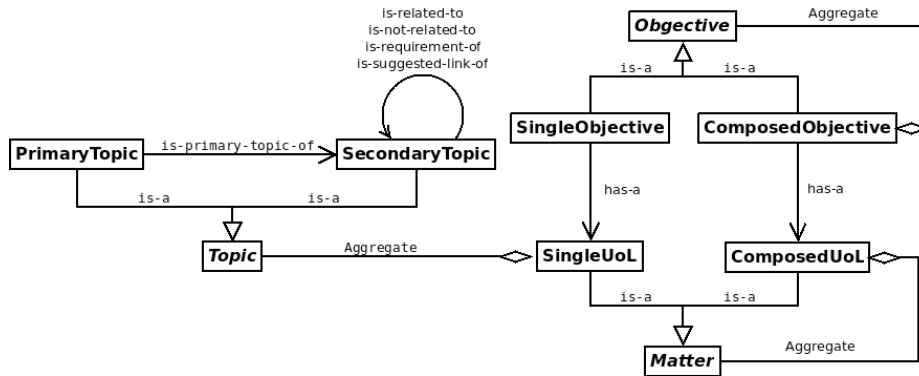 is-related-to
is-not-related-to
is-requirement-of
is-suggested-link-of
Obgective
Aggregate
is-a
is-a
SingleObjective
ComposedObjective
PrimaryTopic
is-primary-topic-of
SecondaryTopic
has-a
has-a
is-a
is-a
Topic
Aggregate
SingleUoL
ComposedUoL
is-a
is-a
Matter
Aggregate